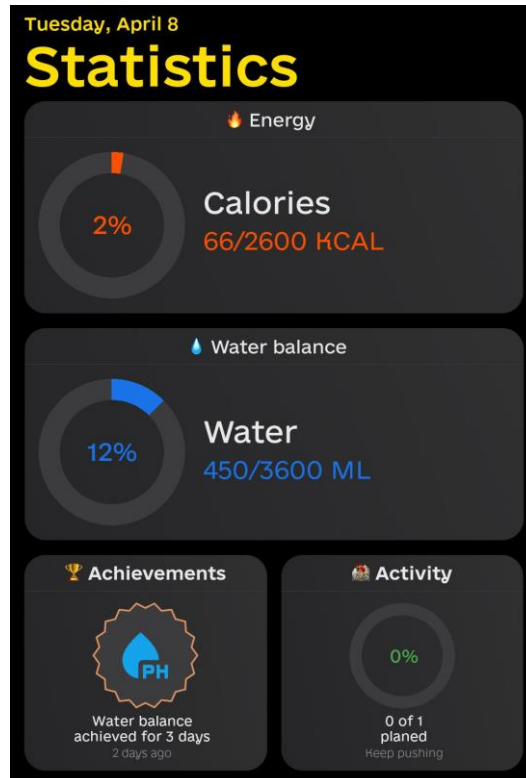 Tuesday, April 8
Statistics
🔥 Energy
2%
Calories
66/2600 KCAL
💧 Water balance
12%
Water
450/3600 ML
🏆 Achievements
PH
Water balance
achieved for 3 days
2 days ago
Activity
0%
0 of 1
planed
Keep pushing